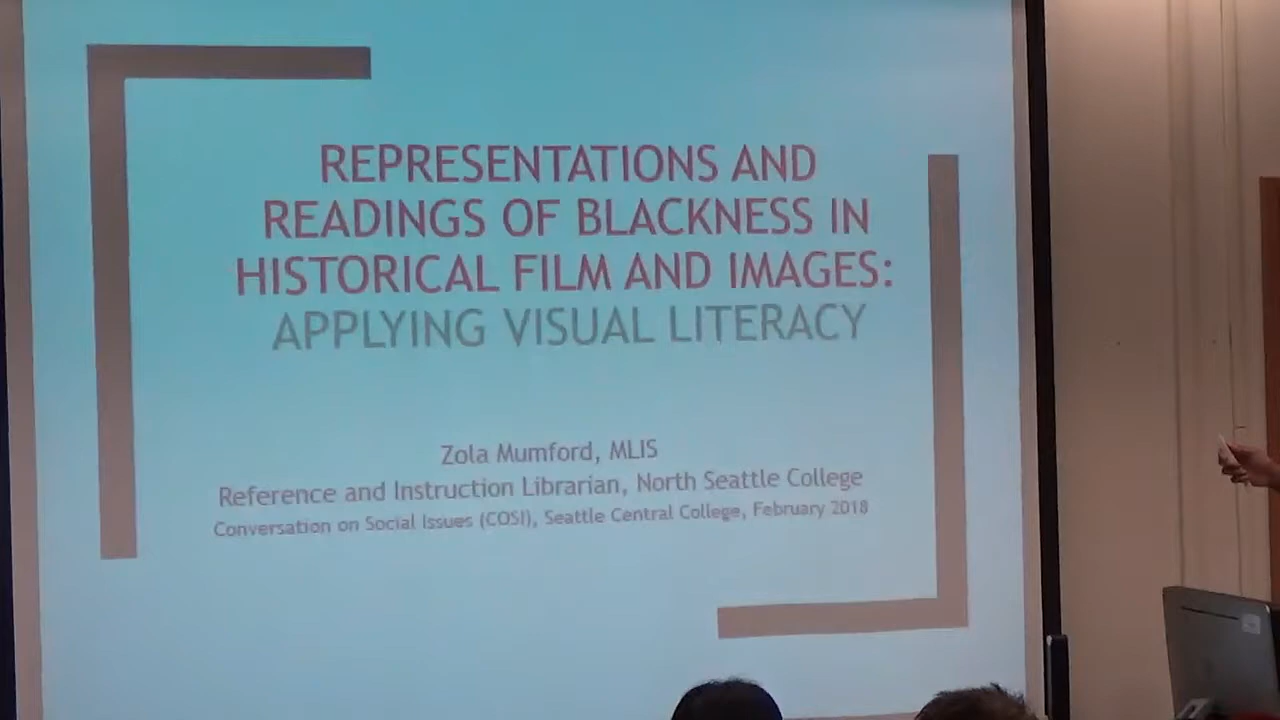 REPRESENTATIONS AND
READINGS OF BLACKNESS IN
HISTORICAL FILM AND IMAGES:
APPLYING VISUAL LITERACY
Zola Mumford, MLIS
Reference and Instruction Librarian, North Seattle College
Conversation on Social Issues (COSI), Seattle Central College, February 2018